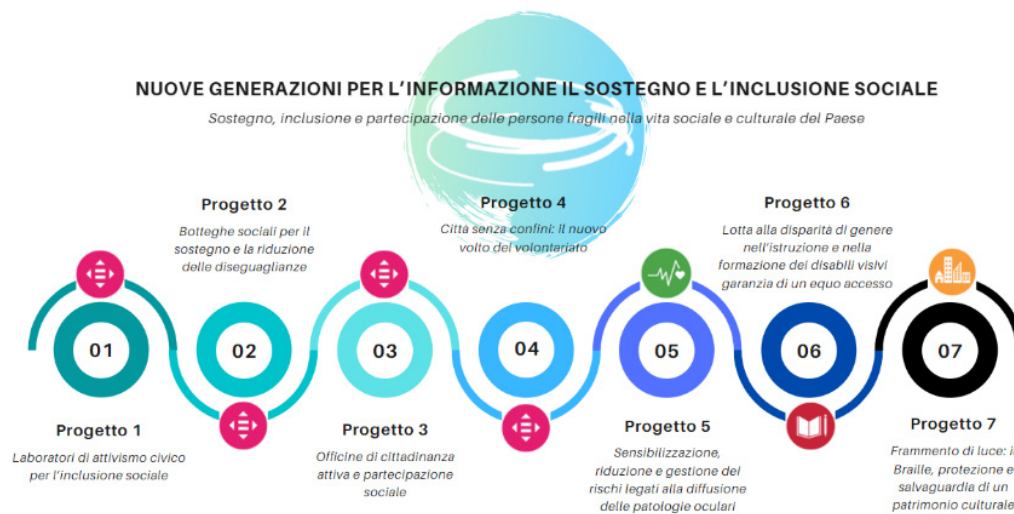 NUOVE GENERAZIONI PER L'INFORMAZIONE IL SOSTEGNO E L'INCLUSIONE SOCIALE
Sostegno, inclusione e partecipazione delle persone fragili nella vita sociale e culturale del Paese
01
Progetto 1
Laboratori di attivismo civico
per l'inclusione sociale
Progetto 2
Botteghe sociali per il
sostegno e la riduzione
delle diseguaglianze
02
03
Progetto 3
Officine di cittadinanza
attiva e partecipazione
sociale
Progetto 4
Città senza confini: il nuovo
volto del volontariato
04
05
Progetto 5
Sensibilizzazione,
riduzione e gestione dei
rischi legati alla diffusione
delle patologie oculari
Progetto 6
Lotta alla disparità di genere
nell'istruzione e nella
formazione dei disabili visivi
garanzia di un equo accesso
06
07
Progetto 7
Frammento di luce: il
Braille, protezione e
salvaguardia di un
patrimonio culturale